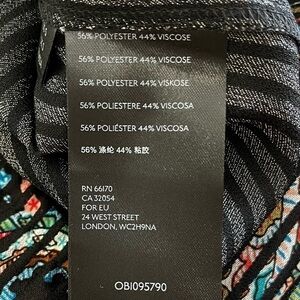 56% POLYESTER 44% VISCOSE
56% POLYESTER 44% VISCOSE
56% POLYESTER 44% VISKOSE
56% POLIESTERE 44% VISCOSA
56% POLIÉSTER 44% VISCOSA
56% 涤纶 44% 粘胶
RN 66170
CA 32054
FOR EU
24 WEST STREET
LONDON, WC2H9NA
OBI095790